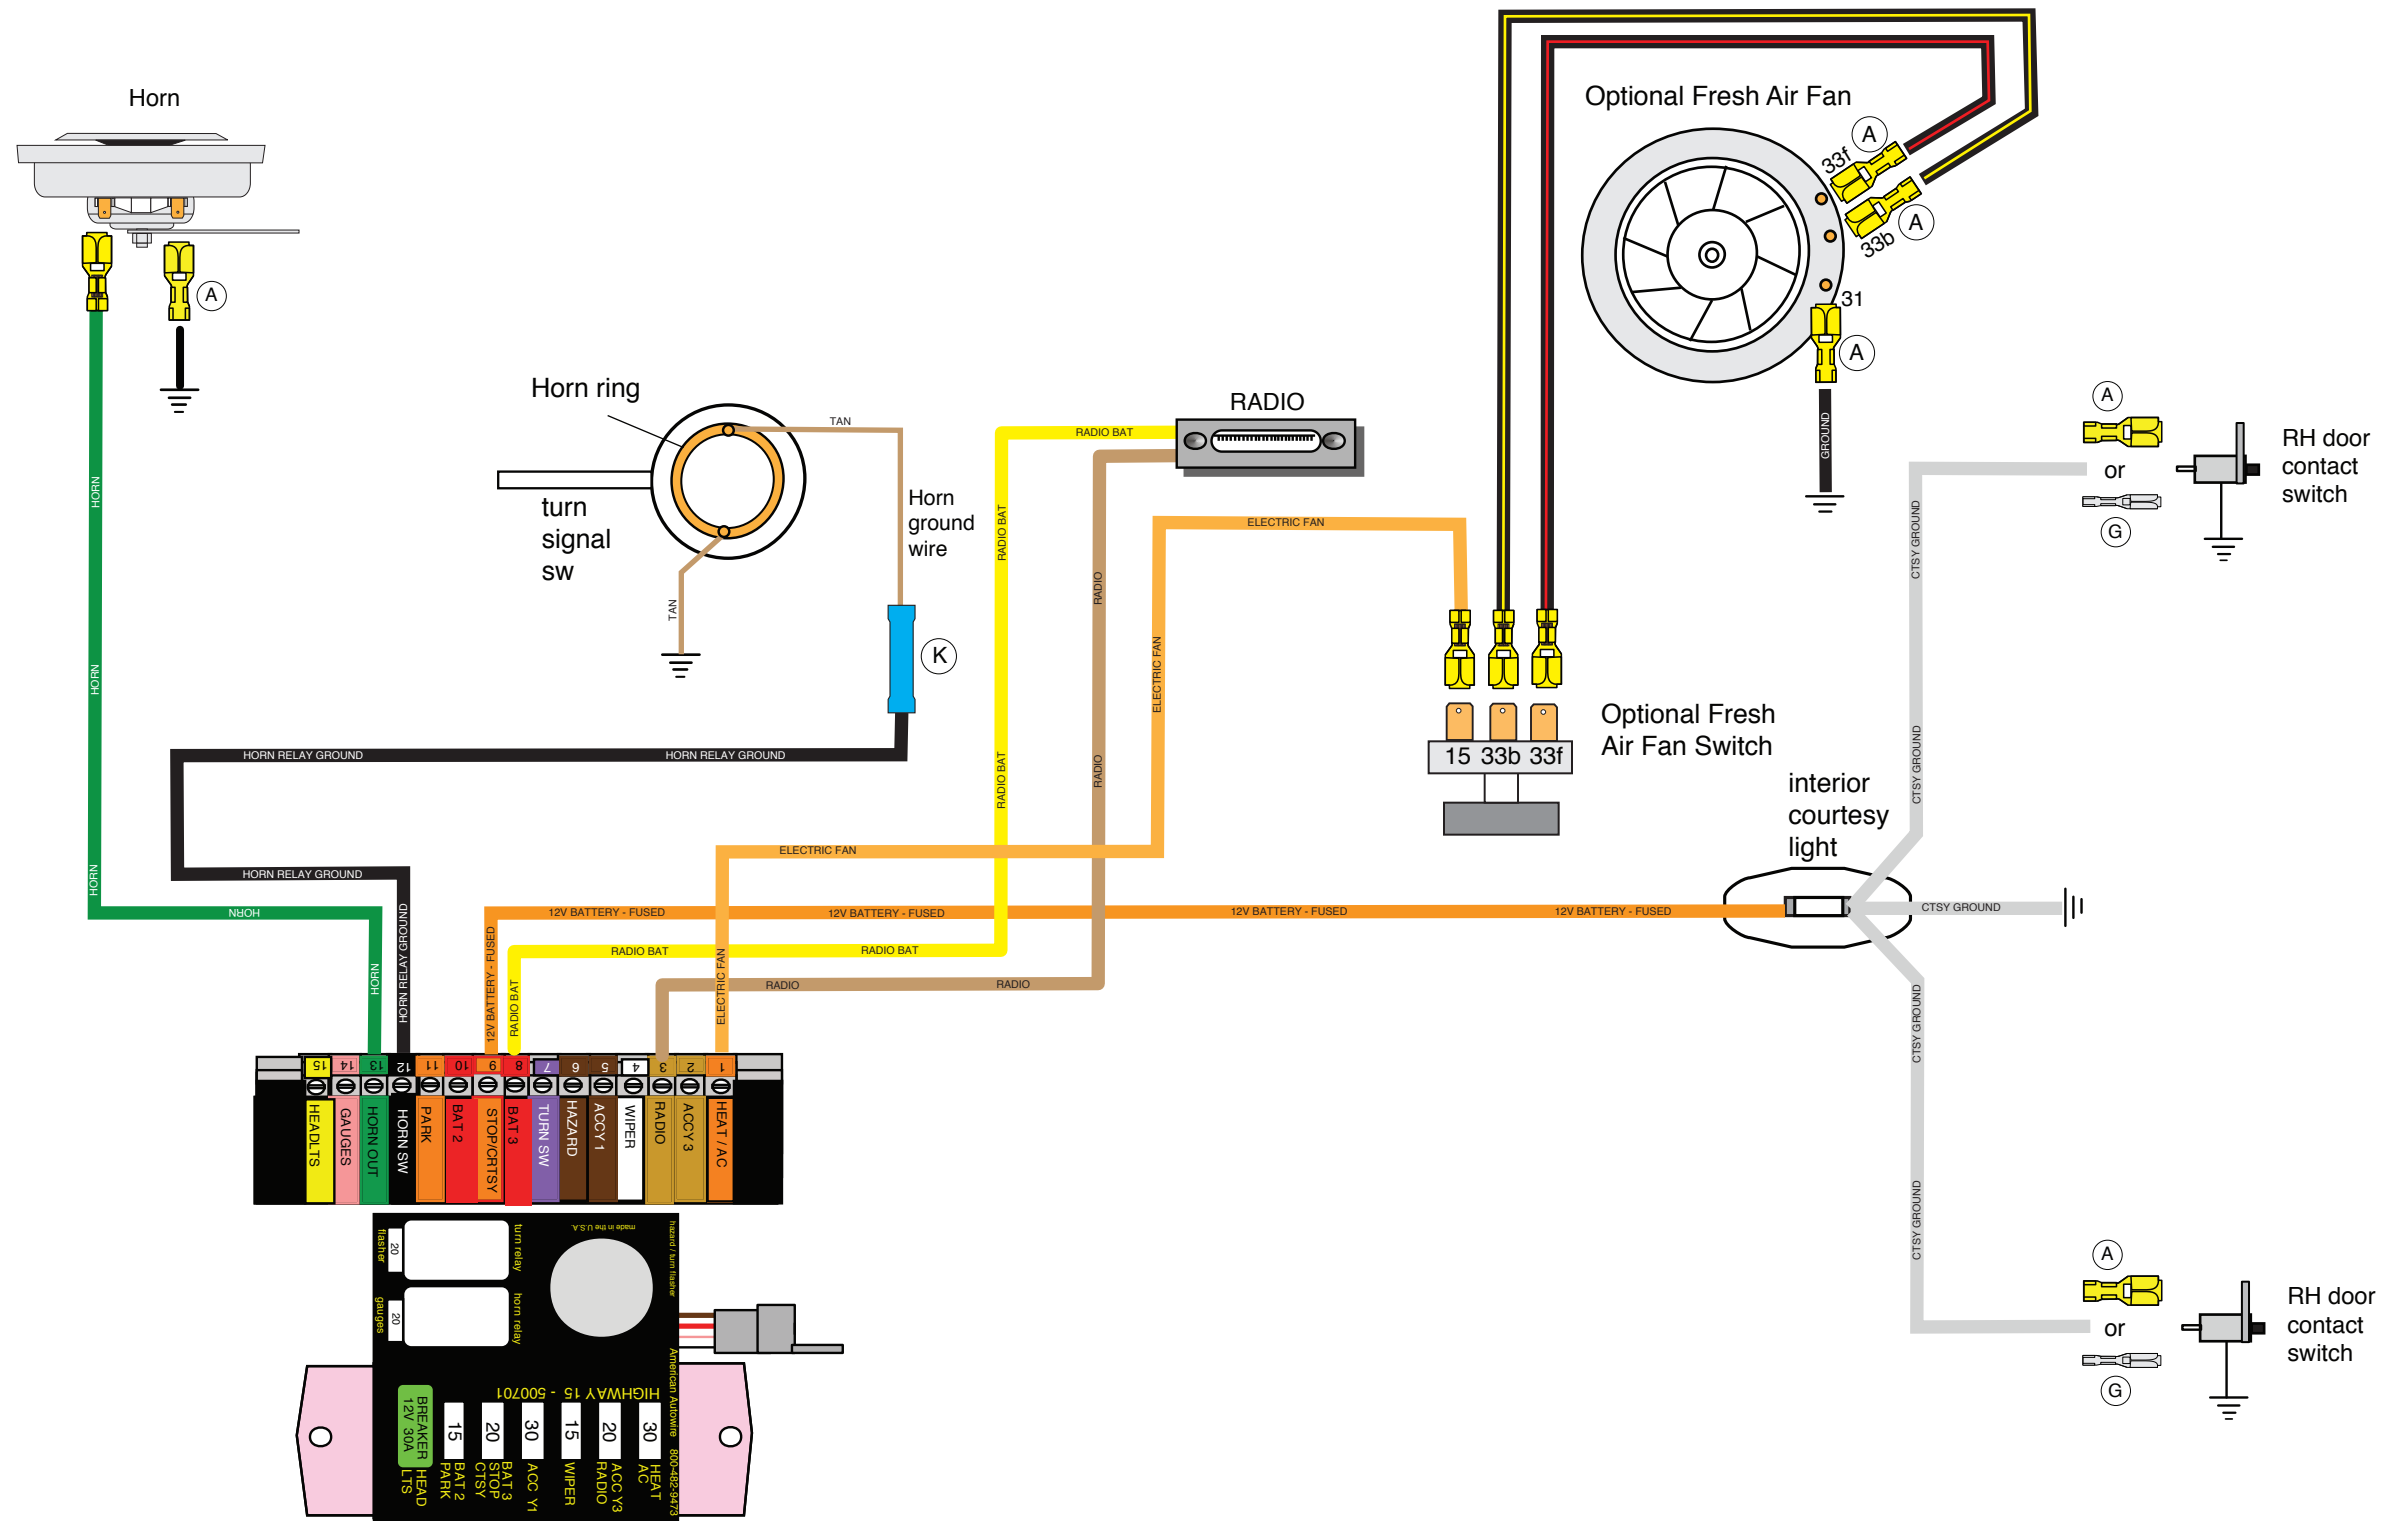 Horn
Optional Fresh Air Fan
A
33f
A
33b
31
A
GROUND
A
HORN
HORN
HORN
HORN
HORN
Horn ring
turn
signal
sw
TAN
TAN
Horn
ground
wire
K
HORN RELAY GROUND
HORN RELAY GROUND
HORN RELAY GROUND
HORN RELAY GROUND
RADIO
RADIO BAT
RADIO BAT
RADIO BAT
RADIO BAT
RADIO BAT
RADIO BAT
RADIO
RADIO
RADIO
RADIO
ELECTRIC FAN
ELECTRIC FAN
ELECTRIC FAN
ELECTRIC FAN
15 33b 33f
Optional Fresh
Air Fan Switch
12V BATTERY - FUSED
12V BATTERY - FUSED
12V BATTERY - FUSED
12V BATTERY - FUSED
12V BATTERY - FUSED
interior
courtesy
light
CTSY GROUND
CTSY GROUND
CTSY GROUND
CTSY GROUND
CTSY GROUND
CTSY GROUND
A
or
G
RH door
contact
switch
A
or
G
RH door
contact
switch
15 14 13 12 11 10 9 8 7 6 5 4 3 2 1
HEADLTS
GAUGES
HORN OUT
HORN SW
PARK
BAT 2
STOP/CRTSY
BAT 3
TURN SW
HAZARD
ACCY 1
WIPER
RADIO
ACCY 3
HEAT / AC
20
flasher
turn relay
20
gauges
horn relay
made in the U.S.A.
hazard / turn flasher
American Autowire 800-482-9473
HIGHWAY 15 - 500701
BREAKER
12V 30A
HEAD
LTS
15
BAT 2
PARK
20
BAT 3
STOP
CTSY
30
ACC Y1
15
WIPER
20
ACC Y3
RADIO
30
HEAT
AC